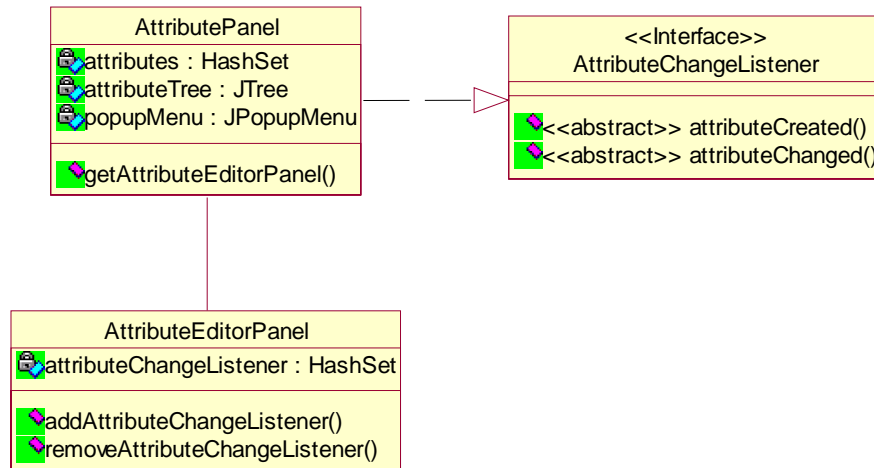 AttributePanel
attributes : HashSet
attributeTree : JTree
popupMenu : JPopupMenu
getAttributeEditorPanel()
<<Interface>>
AttributeChangeListener
<<abstract>> attributeCreated()
<<abstract>> attributeChanged()
AttributeEditorPanel
attributeChangeListener : HashSet
addAttributeChangeListener()
removeAttributeChangeListener()